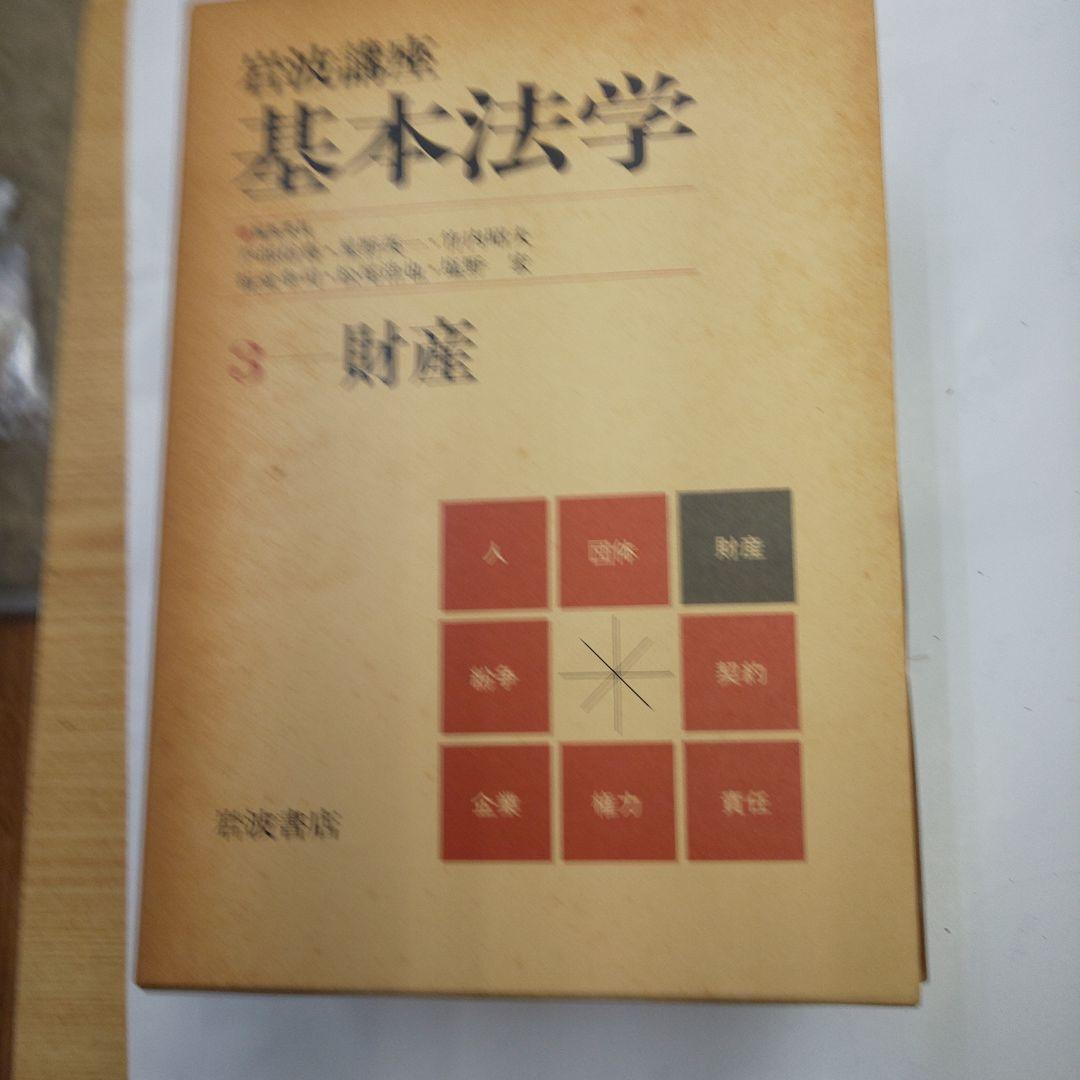 岩波講座
基本法学
3——財産
人
団体
財産
紛争
契約
企業
権力
責任
岩波書店